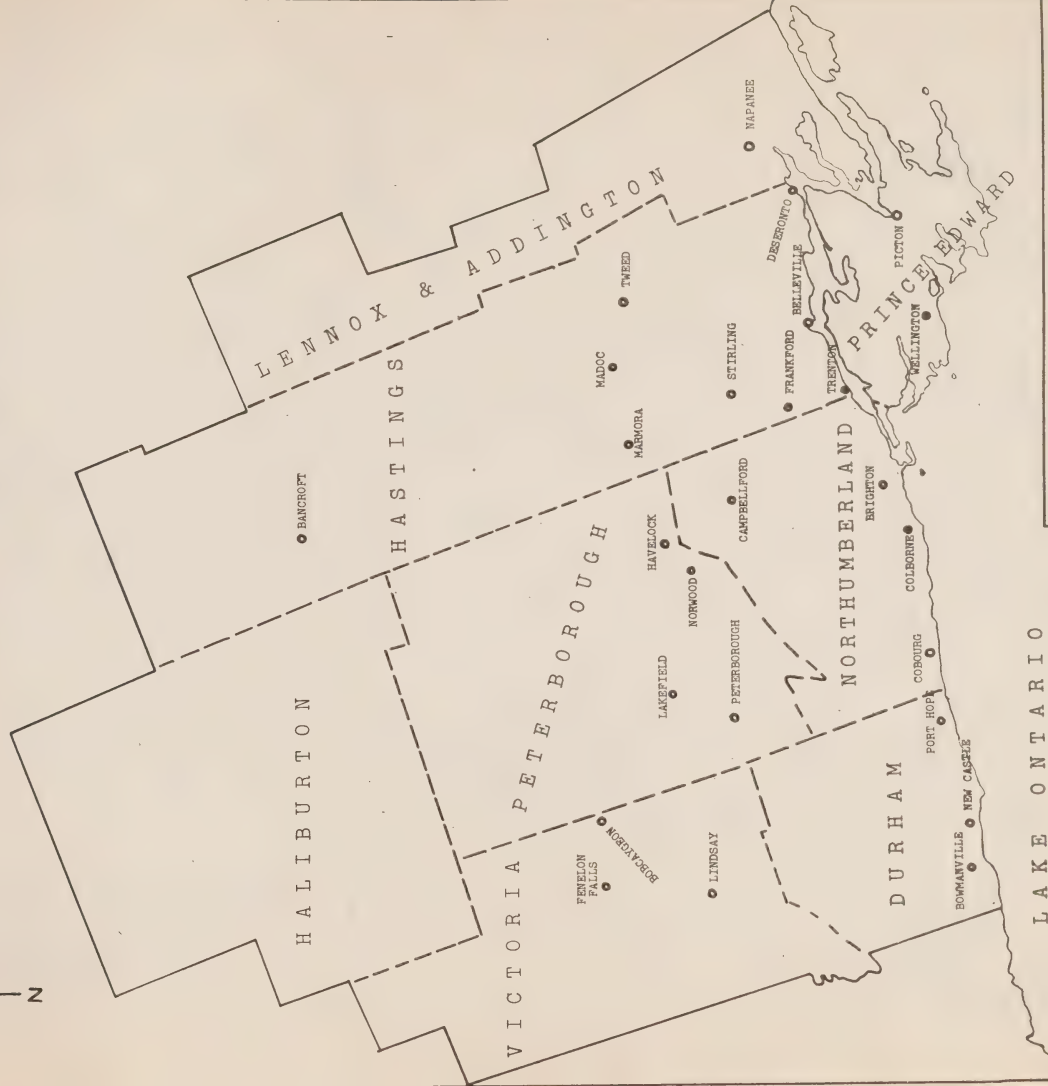 N
HALIBURTON
BANCROFT
LENNOX & ADDINGTON
HASTINGS
VICTORIA
PETERBOROUGH
FENELON
FALLS
BOBCAYGEON
LINDSAY
LAKEFIELD
PETERBOROUGH
HAVELOCK
NORWOOD
MARMORA
MADOC
TWEED
STIRLING
CAMPBELLFORD
FRANKFORD
TRENTON
BELLEVILLE
DESERONTO
NAPANEE
PICTON
PRINCE EDWARD
WELLINGTON
NORTHUMBERLAND
BRIGHTON
COLBORNE
COBOURG
PORT HOPE
DURHAM
NEW CASTLE
BOWMANVILLE
LAKE ONTARIO